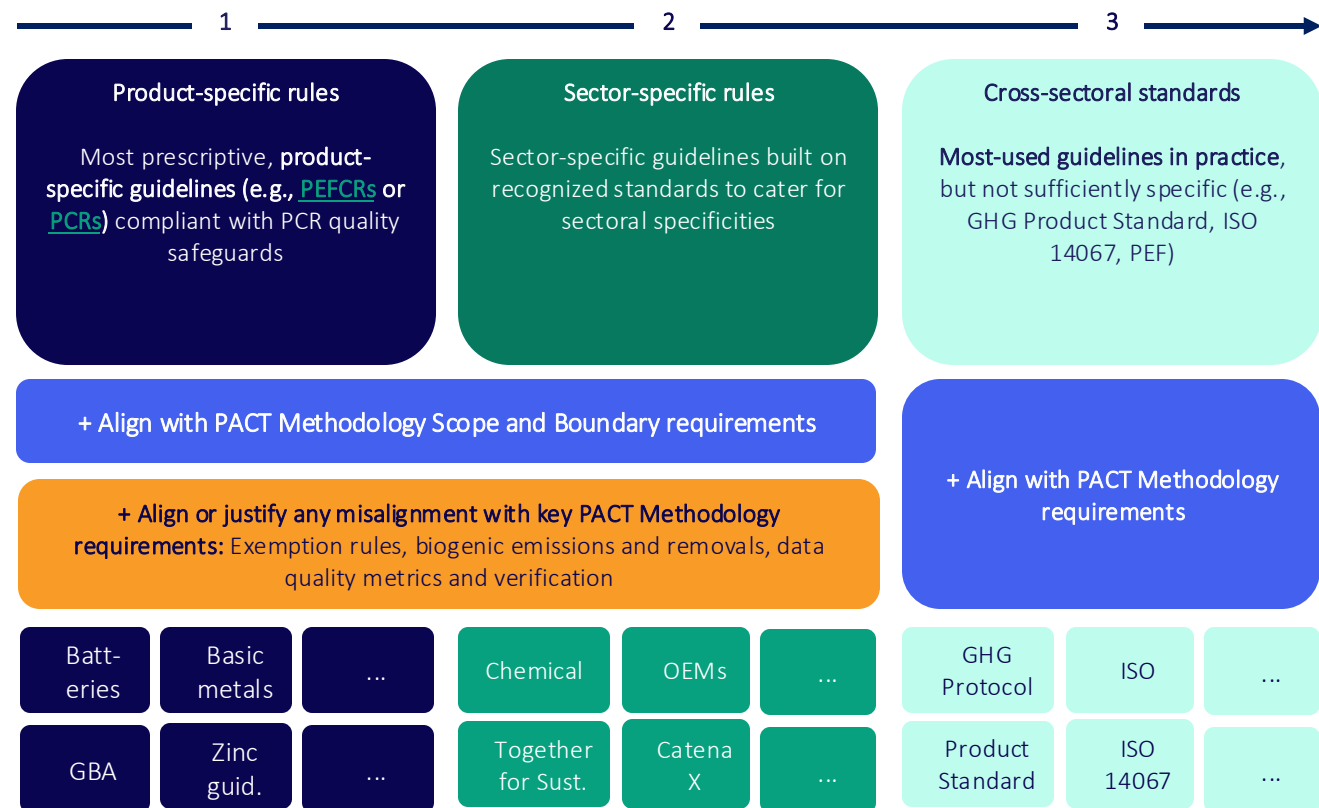 1
2
3
Product-specific rules
Most prescriptive, product-
specific guidelines (e.g., PEFCRs or
PCRs) compliant with PCR quality
safeguards
Sector-specific rules
Sector-specific guidelines built on
recognized standards to cater for
sectoral specificities
Cross-sectoral standards
Most-used guidelines in practice,
but not sufficiently specific (e.g.,
GHG Product Standard, ISO
14067, PEF)
+ Align with PACT Methodology Scope and Boundary requirements
+ Align or justify any misalignment with key PACT Methodology
requirements: Exemption rules, biogenic emissions and removals, data
quality metrics and verification
+ Align with PACT Methodology
requirements
Batt-
eries
Basic
metals
...
Chemical
OEMs
...
GHG
Protocol
ISO
...
GBA
Zinc
guid.
...
Together
for Sust.
Catena
X
...
Product
Standard
ISO
14067
...